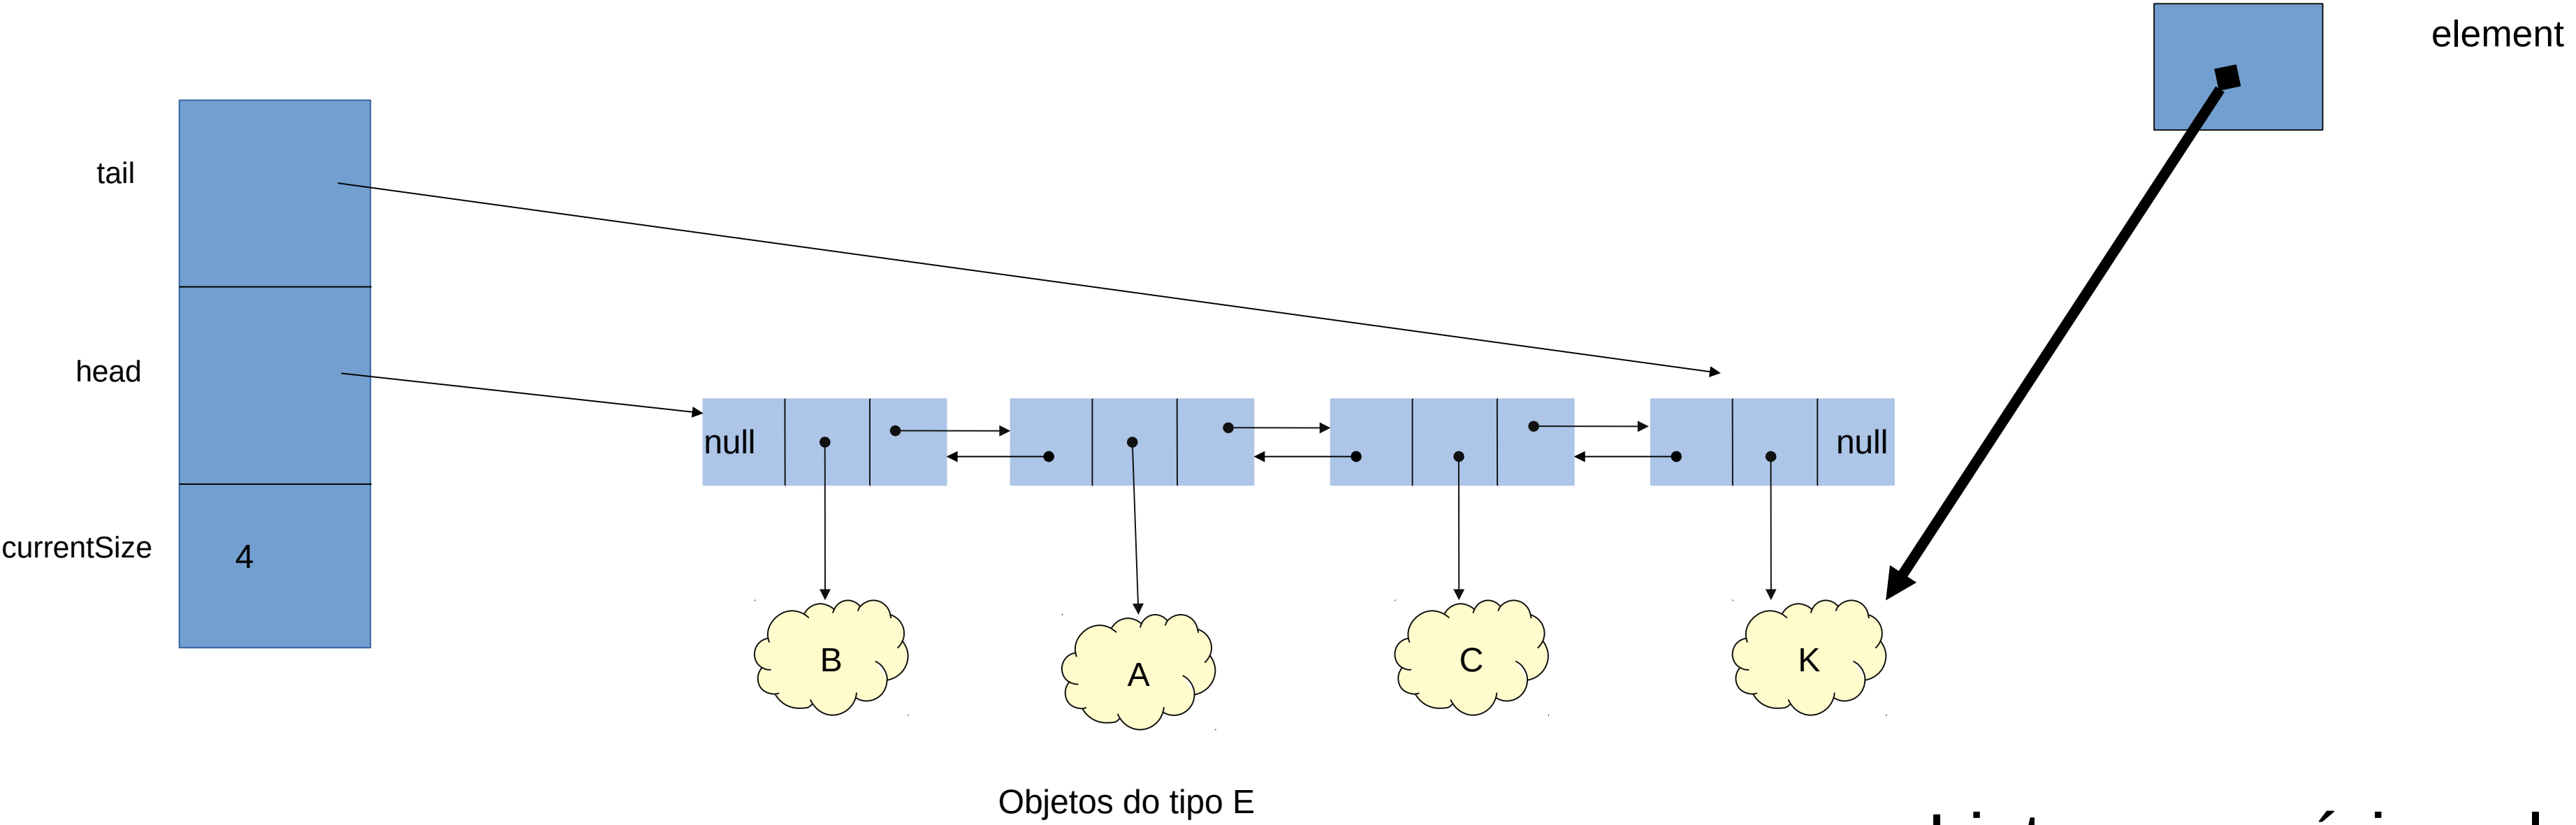 element
tail
head
null
null
currentSize
4
B
A
C
K
Objetos do tipo E